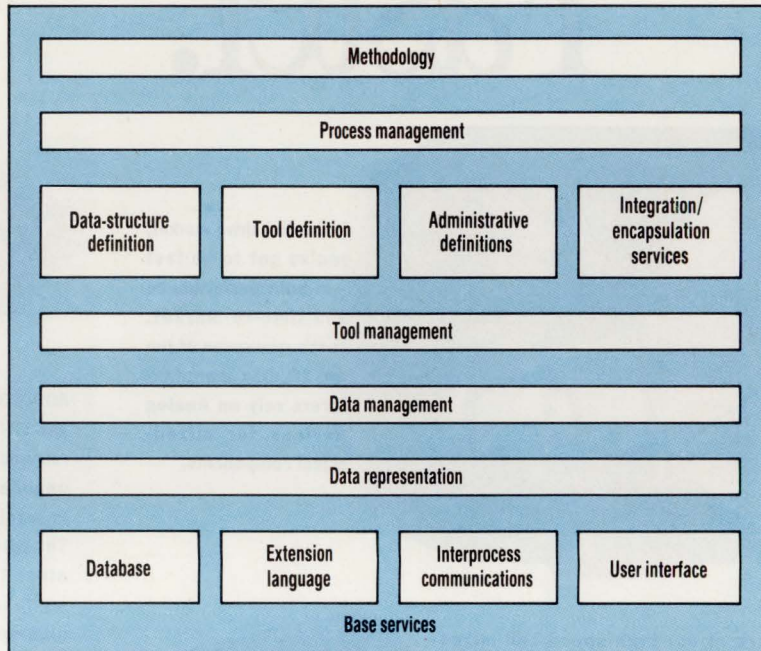 Methodology
Process management
Data-structure
definition
Tool definition
Administrative
definitions
Integration/
encapsulation
services
Tool management
Data management
Data representation
Database
Extension
language
Interprocess
communications
User interface
Base services